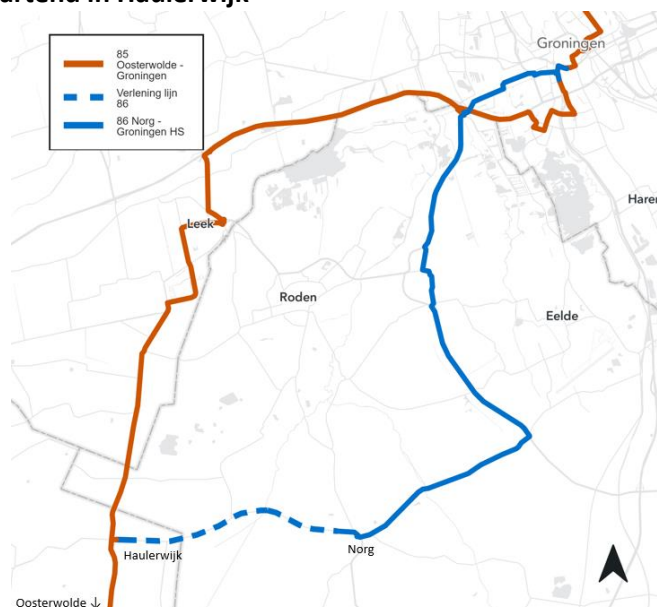 85
Oosterwolde -
Groningen
Verlening lijn
86
86 Norg -
Groningen HS
Groningen
Haren
Leek
Roden
Eelde
Haulerwijk
Norg
Oosterwolde ↓